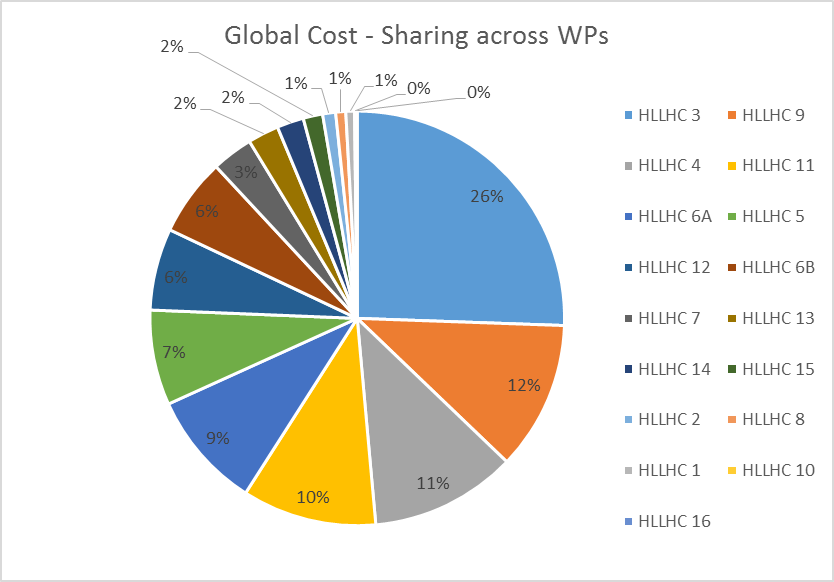 Global Cost - Sharing across WPs
26%
12%
11%
10%
9%
7%
6%
6%
3%
2%
2%
2%
1%
1%
1%
0%
0%
HLLHC 3
HLLHC 9
HLLHC 4
HLLHC 11
HLLHC 6A
HLLHC 5
HLLHC 12
HLLHC 6B
HLLHC 7
HLLHC 13
HLLHC 14
HLLHC 15
HLLHC 2
HLLHC 8
HLLHC 1
HLLHC 10
HLLHC 16